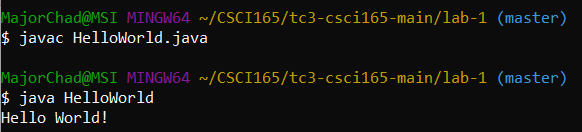 MajorChad@MSI MINGW64 ~/CSCI165/tc3-csci165-main/lab-1 (master)
$ javac HelloWorld.java
MajorChad@MSI MINGW64 ~/CSCI165/tc3-csci165-main/lab-1 (master)
$ java HelloWorld
Hello World!